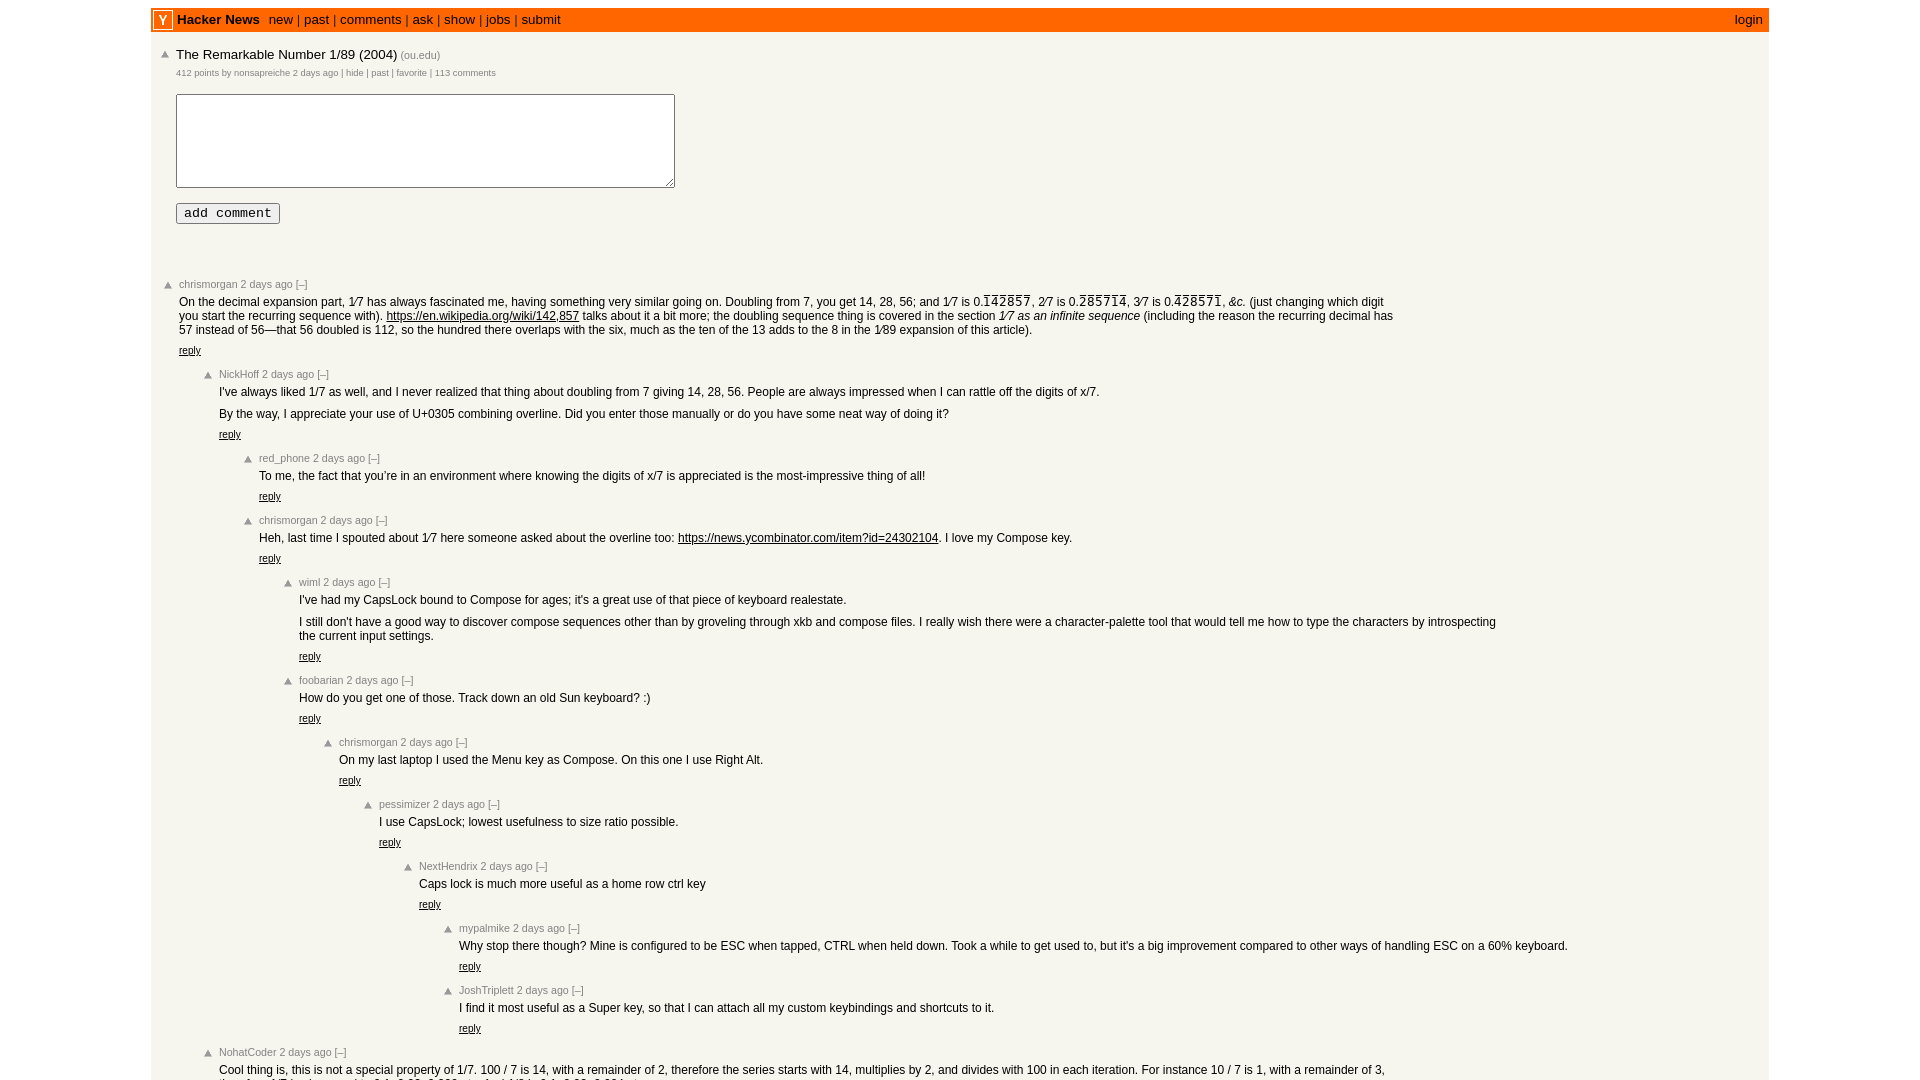 Y Hacker News new | past | comments | ask | show | jobs | submit login
The Remarkable Number 1/89 (2004) (ou.edu)
412 points by nonsapreiche 2 days ago | hide | past | favorite | 113 comments
add comment
chrismorgan 2 days ago [–]
On the decimal expansion part, 1⁄7 has always fascinated me, having something very similar going on. Doubling from 7, you get 14, 28, 56; and 1⁄7 is 0.1̅4̅2̅8̅5̅7̅, 2⁄7 is 0.2̅8̅5̅7̅1̅4̅, 3⁄7 is 0.4̅2̅8̅5̅7̅1̅, &c. (just changing which digit
you start the recurring sequence with). https://en.wikipedia.org/wiki/142,857 talks about it a bit more; the doubling sequence thing is covered in the section 1⁄7 as an infinite sequence (including the reason the recurring decimal has
57 instead of 56—that 56 doubled is 112, so the hundred there overlaps with the six, much as the ten of the 13 adds to the 8 in the 1⁄89 expansion of this article).
reply
NickHoff 2 days ago [–]
I've always liked 1/7 as well, and I never realized that thing about doubling from 7 giving 14, 28, 56. People are always impressed when I can rattle off the digits of x/7.
By the way, I appreciate your use of U+0305 combining overline. Did you enter those manually or do you have some neat way of doing it?
reply
red_phone 2 days ago [–]
To me, the fact that you’re in an environment where knowing the digits of x/7 is appreciated is the most-impressive thing of all!
reply
chrismorgan 2 days ago [–]
Heh, last time I spouted about 1⁄7 here someone asked about the overline too: https://news.ycombinator.com/item?id=24302104. I love my Compose key.
reply
wiml 2 days ago [–]
I've had my CapsLock bound to Compose for ages; it's a great use of that piece of keyboard realestate.
I still don't have a good way to discover compose sequences other than by groveling through xkb and compose files. I really wish there were a character-palette tool that would tell me how to type the characters by introspecting
the current input settings.
reply
foobarian 2 days ago [–]
How do you get one of those. Track down an old Sun keyboard? :)
reply
chrismorgan 2 days ago [–]
On my last laptop I used the Menu key as Compose. On this one I use Right Alt.
reply
pessimizer 2 days ago [–]
I use CapsLock; lowest usefulness to size ratio possible.
reply
NextHendrix 2 days ago [–]
Caps lock is much more useful as a home row ctrl key
reply
mypalmike 2 days ago [–]
Why stop there though? Mine is configured to be ESC when tapped, CTRL when held down. Took a while to get used to, but it's a big improvement compared to other ways of handling ESC on a 60% keyboard.
reply
JoshTriplett 2 days ago [–]
I find it most useful as a Super key, so that I can attach all my custom keybindings and shortcuts to it.
reply
NohatCoder 2 days ago [–]
Cool thing is, this is not a special property of 1/7. 100 / 7 is 14, with a remainder of 2, therefore the series starts with 14, multiplies by 2, and divides with 100 in each iteration. For instance 10 / 7 is 1, with a remainder of 3,